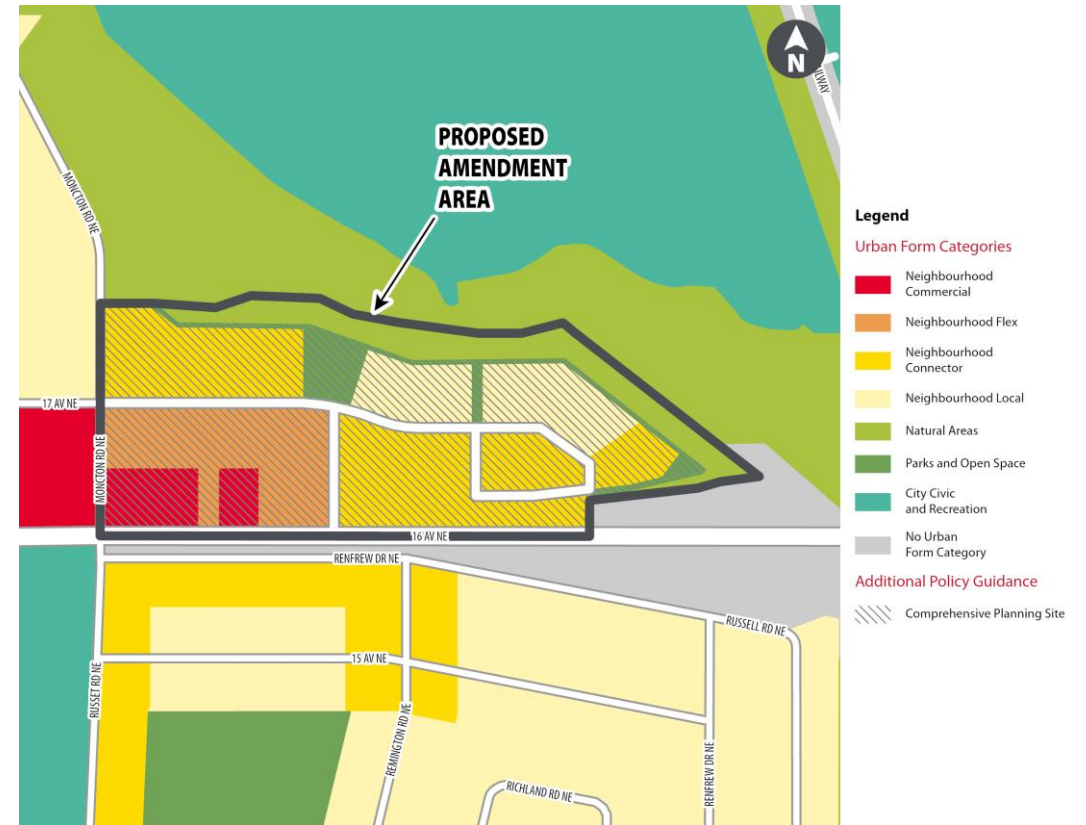 N
ILWAY
PROPOSED
AMENDMENT
AREA
MONCTON RD NE
17 AV NE
MONCTON RD NE
16 AV NE
RENFREW DR NE
RUSSELL RD NE
15 AV NE
RUSSET RD NE
REMINGTON RD NE
RENFREW DR NE
RICHLAND RD NE
Legend
Urban Form Categories
Neighbourhood
Commercial
Neighbourhood Flex
Neighbourhood
Connector
Neighbourhood Local
Natural Areas
Parks and Open Space
City Civic
and Recreation
No Urban
Form Category
Additional Policy Guidance
Comprehensive Planning Site